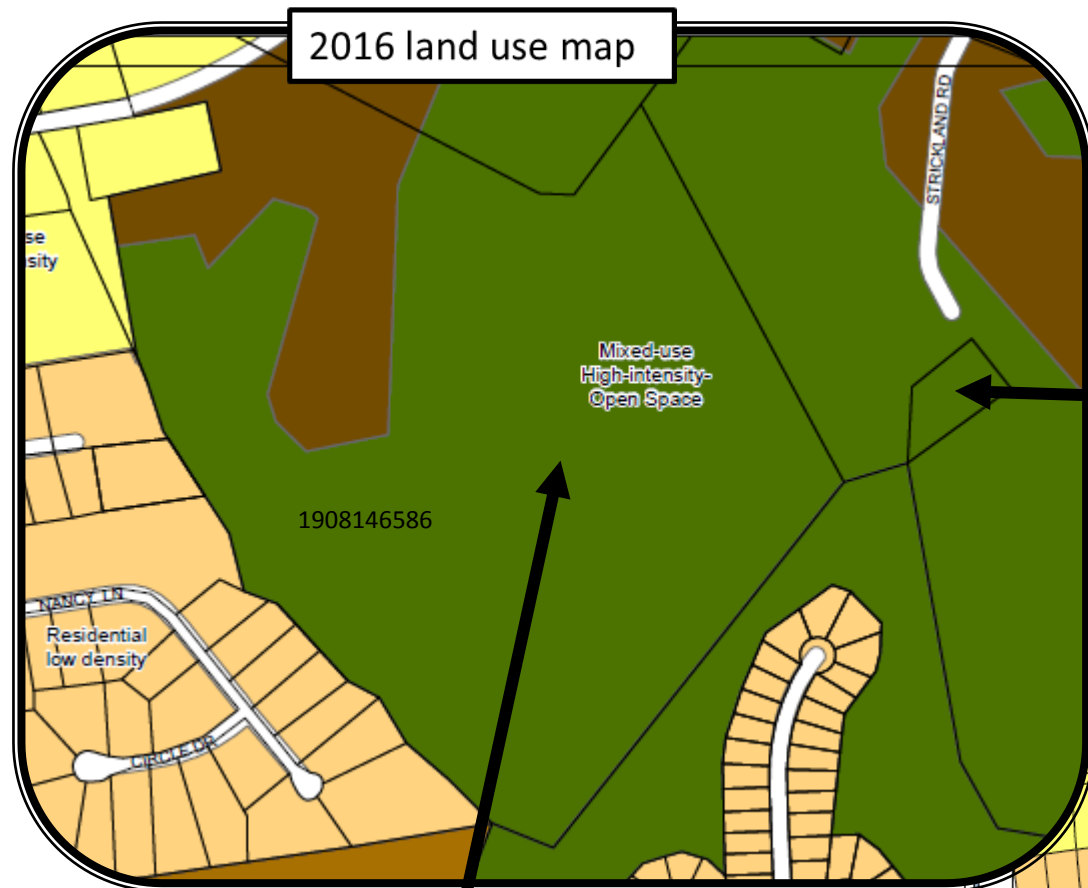 2016 land use map
STRICKLAND RD
se
sity
Mixed-use
High-intensity-
Open Space
1908146586
NANCY LN
Residential
low density
CIRCLE DR